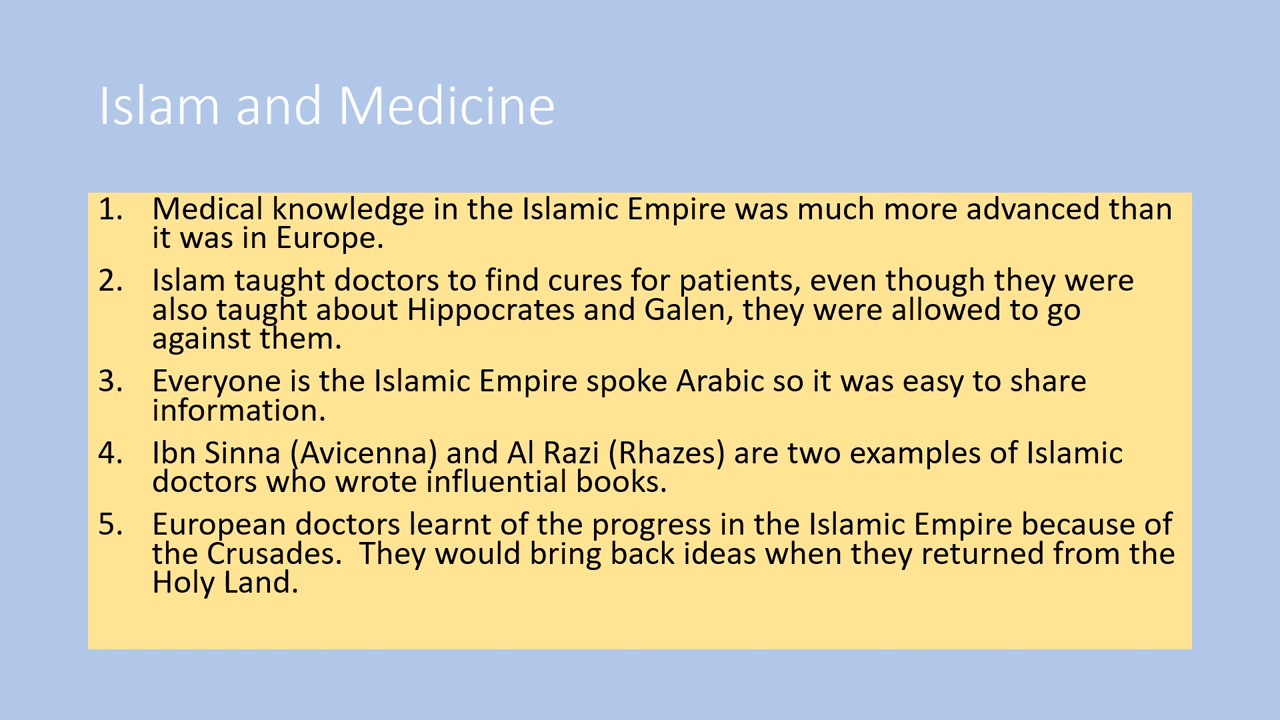 Islam and Medicine
1. Medical knowledge in the Islamic Empire was much more advanced than
it was in Europe.
2. Islam taught doctors to find cures for patients, even though they were
also taught about Hippocrates and Galen, they were allowed to go
against them.
3. Everyone is the Islamic Empire spoke Arabic so it was easy to share
information.
4. Ibn Sinna (Avicenna) and Al Razi (Rhazes) are two examples of Islamic
doctors who wrote influential books.
5. European doctors learnt of the progress in the Islamic Empire because of
the Crusades.  They would bring back ideas when they returned from the
Holy Land.